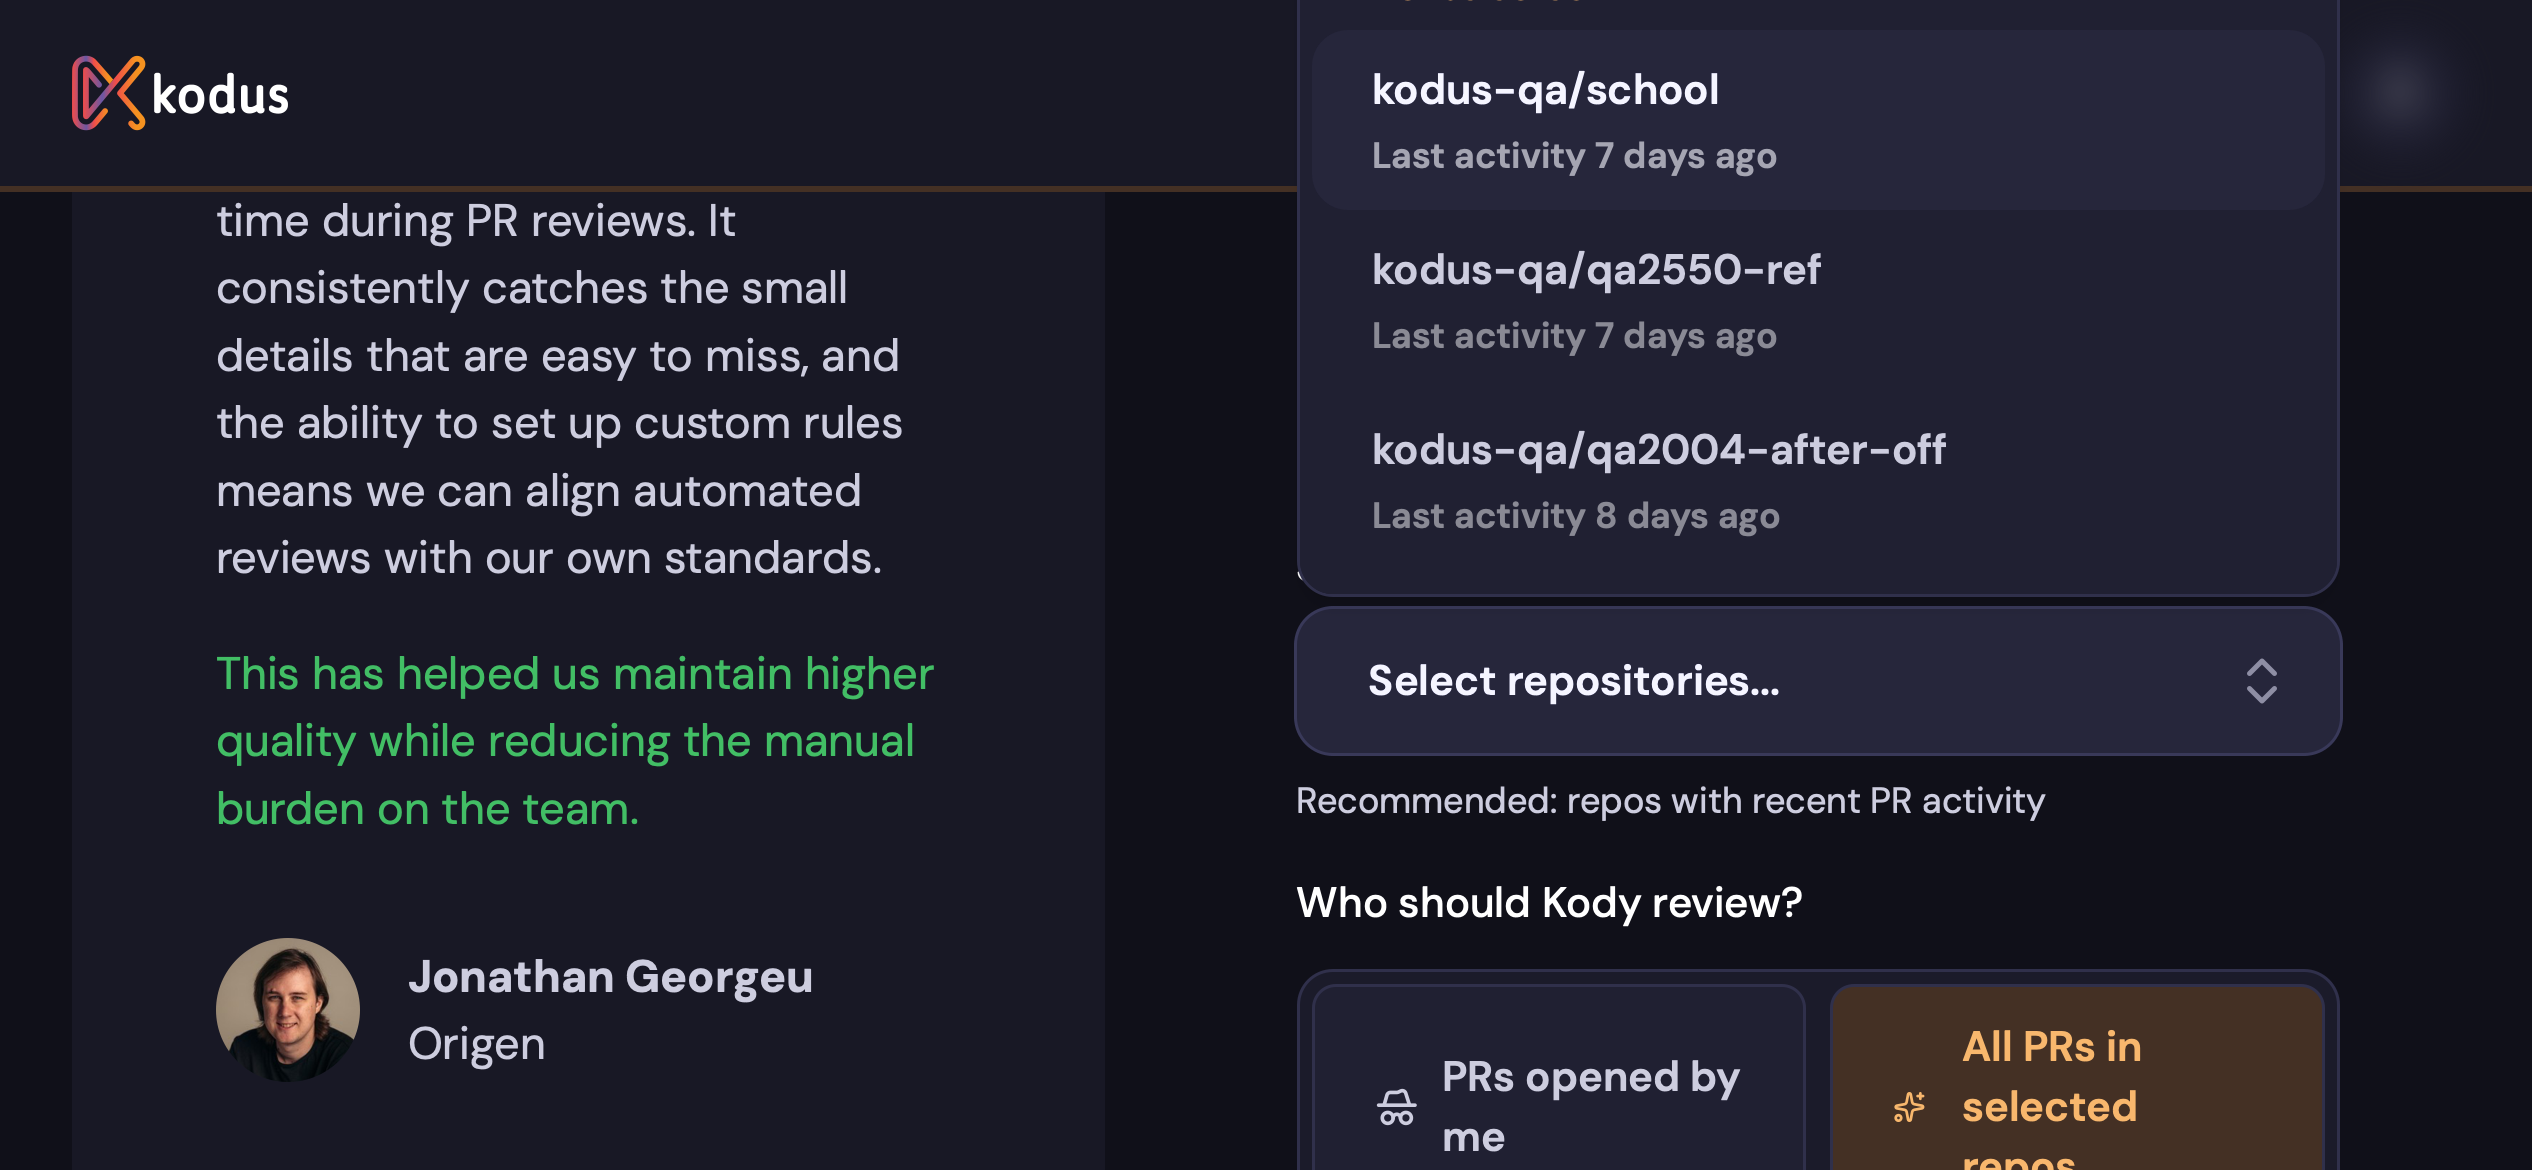 kodus
time during PR reviews. It
consistently catches the small
details that are easy to miss, and
the ability to set up custom rules
means we can align automated
reviews with our own standards.
This has helped us maintain higher
quality while reducing the manual
burden on the team.
Jonathan Georgeu
Origen
kodus-qa/school
Last activity 7 days ago
kodus-qa/qa2550-ref
Last activity 7 days ago
kodus-qa/qa2004-after-off
Last activity 8 days ago
Select repositories...
Recommended: repos with recent PR activity
Who should Kody review?
PRs opened by
me
All PRs in
selected
repos